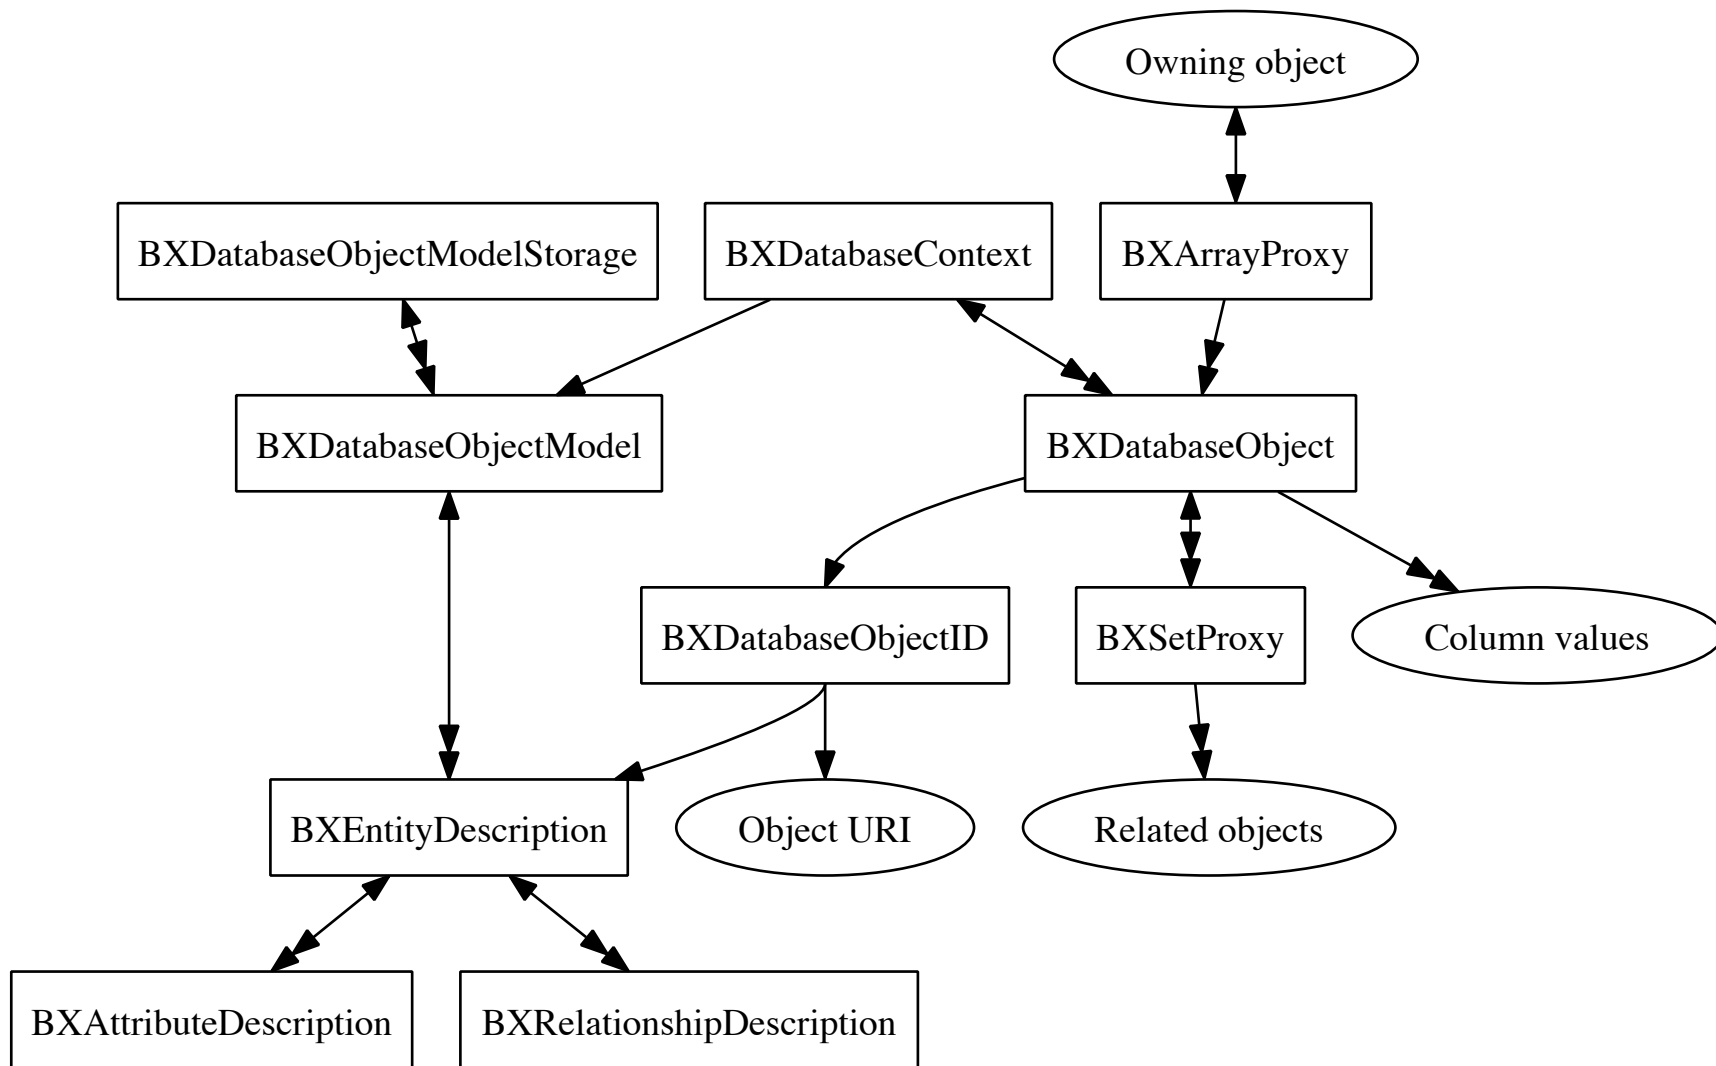 Owning object
BXDatabaseObjectModelStorage
BXDatabaseContext
BXArrayProxy
BXDatabaseObjectModel
BXDatabaseObject
BXDatabaseObjectID
BXSetProxy
Column values
BXEntityDescription
Object URI
Related objects
BXAttributeDescription
BXRelationshipDescription